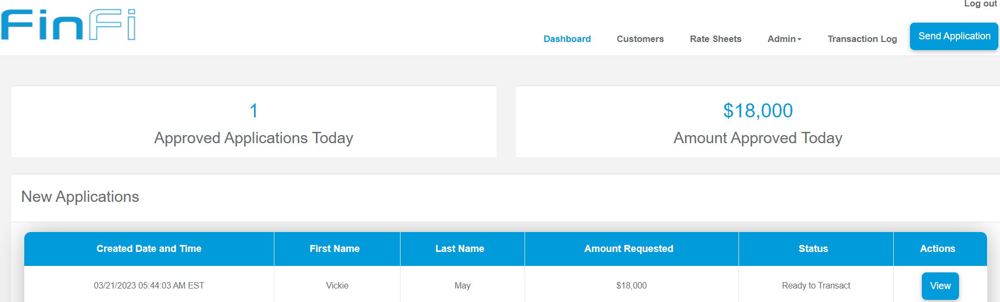 Log out
FinFi
Dashboard Customers Rate Sheets Admin Transaction Log Send Application
1
Approved Applications Today
$18,000
Amount Approved Today
New Applications
Created Date and Time First Name Last Name Amount Requested Status Actions
03/21/2023 05:44:03 AM EST Vickie May $18,000 Ready to Transact View